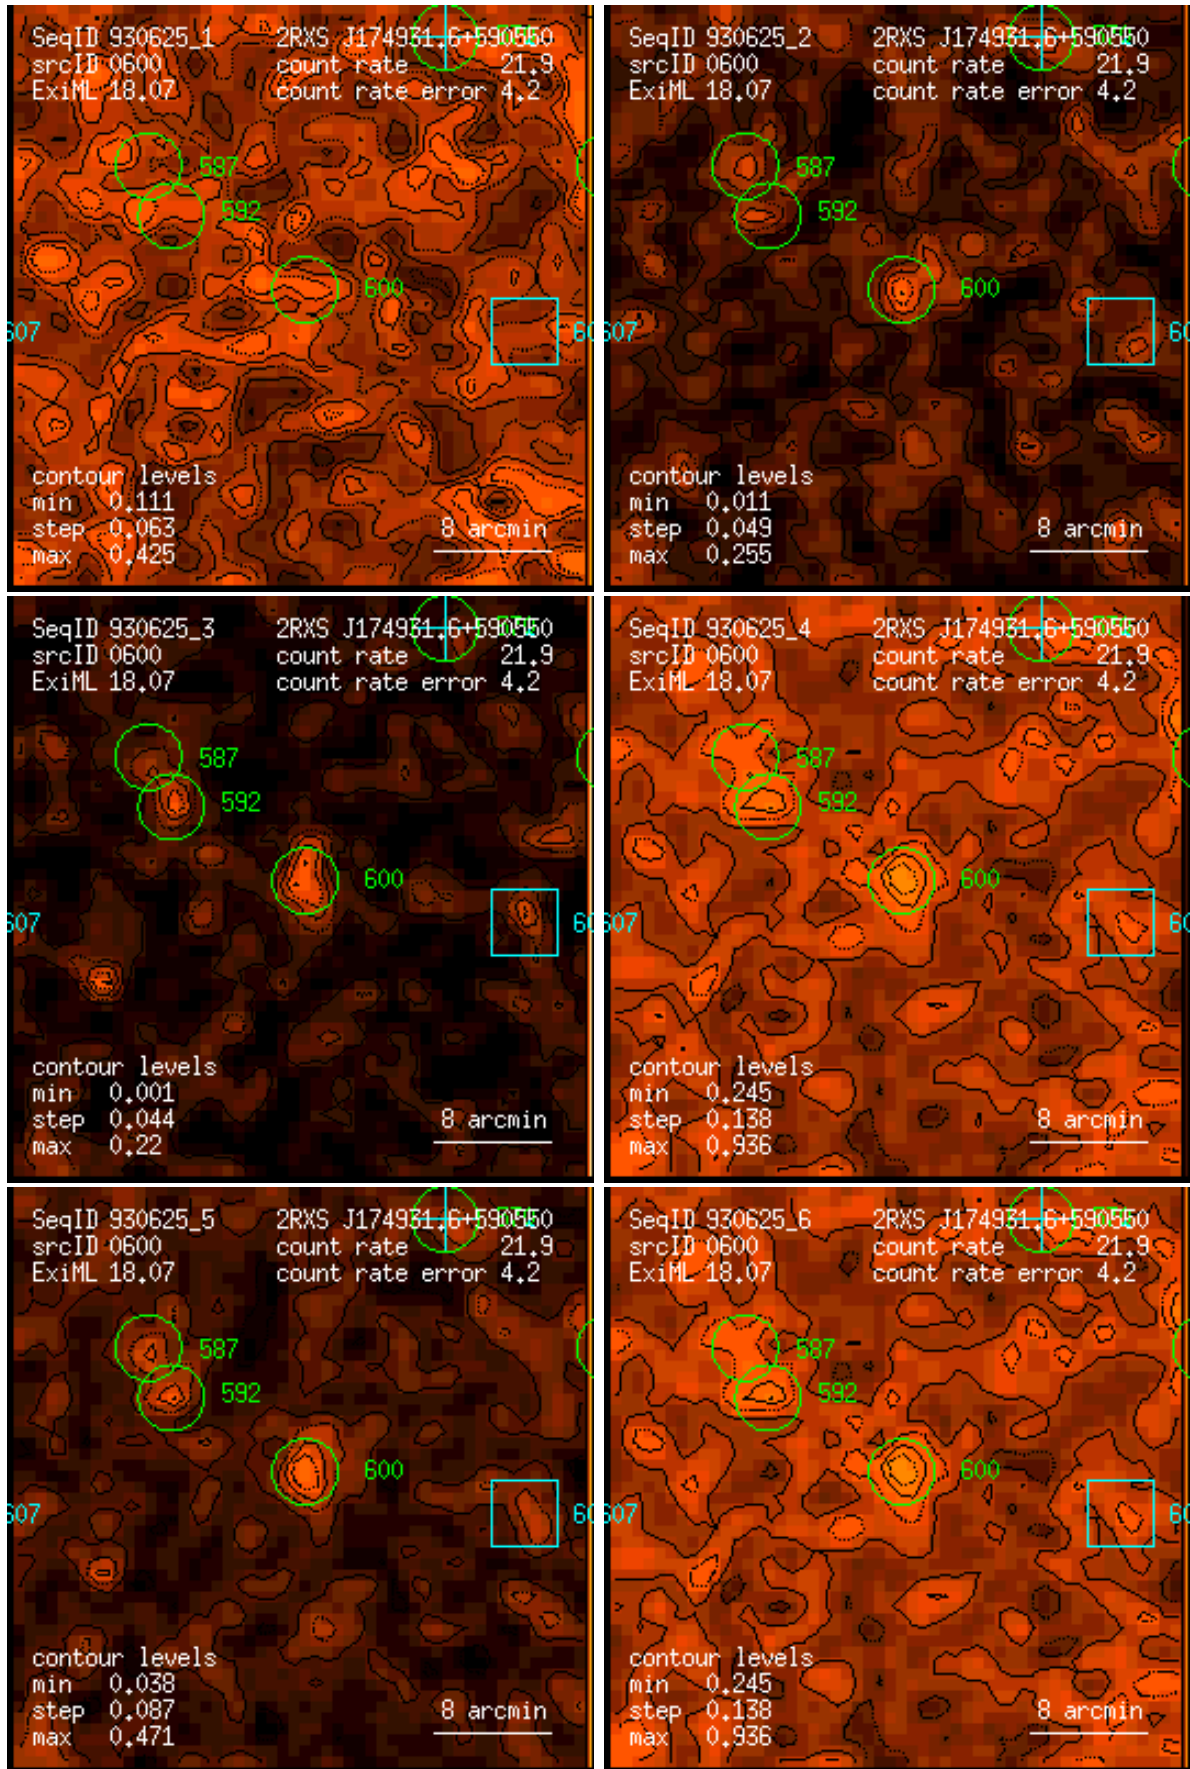 SeqID 930625_1 2RXS J174931.6+590550
srcID 0600 count rate 21.9
ExiML 18.07 count rate error 4.2
587
592
600
607
contour levels
min 0.111
step 0.063 8 arcmin
max 0.425
SeqID 930625_2 2RXS J174931.6+590550
srcID 0600 count rate 21.9
ExiML 18.07 count rate error 4.2
587
592
600
607
contour levels
min 0.011
step 0.049 8 arcmin
max 0.255
SeqID 930625_3 2RXS J174931.6+590550
srcID 0600 count rate 21.9
ExiML 18.07 count rate error 4.2
587
592
600
607
contour levels
min 0.001
step 0.044 8 arcmin
max 0.22
SeqID 930625_4 2RXS J174931.6+590550
srcID 0600 count rate 21.9
ExiML 18.07 count rate error 4.2
587
592
600
607
contour levels
min 0.245
step 0.138 8 arcmin
max 0.936
SeqID 930625_5 2RXS J174931.6+590550
srcID 0600 count rate 21.9
ExiML 18.07 count rate error 4.2
587
592
600
607
contour levels
min 0.038
step 0.087 8 arcmin
max 0.471
SeqID 930625_6 2RXS J174931.6+590550
srcID 0600 count rate 21.9
ExiML 18.07 count rate error 4.2
587
592
600
607
contour levels
min 0.245
step 0.138 8 arcmin
max 0.936